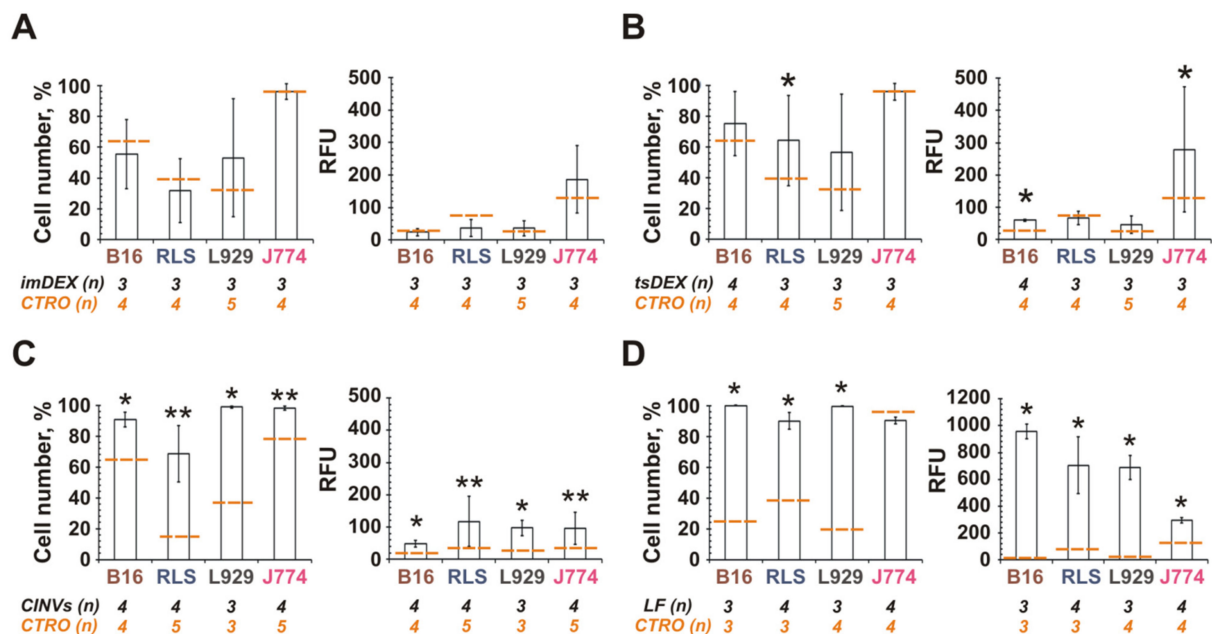 A
B
Cell number, %
100
80
60
40
20
0
B16 RLS L929 J774
RFU
500
400
300
200
100
0
B16 RLS L929 J774
imDEX (n) 3 3 3 3 3 3 3 3
CTRO (n) 4 4 5 4 4 4 5 4
Cell number, %
100
80
60
40
20
0
*
B16 RLS L929 J774
RFU
500
400
300
200
100
0
* *
B16 RLS L929 J774
tsDEX (n) 4 3 3 3 4 3 3 3
CTRO (n) 4 4 5 4 4 4 5 4
C
D
Cell number, %
100
80
60
40
20
0
* ** * **
B16 RLS L929 J774
RFU
500
400
300
200
100
0
* ** * **
B16 RLS L929 J774
CINVs (n) 4 4 3 4 4 4 3 4
CTRO (n) 4 5 3 5 4 5 3 5
Cell number, %
100
80
60
40
20
0
* * *
B16 RLS L929 J774
RFU
1200
1000
800
600
400
200
0
* * * *
B16 RLS L929 J774
LF (n) 3 4 3 4 3 4 3 4
CTRO (n) 3 3 4 4 3 3 4 4